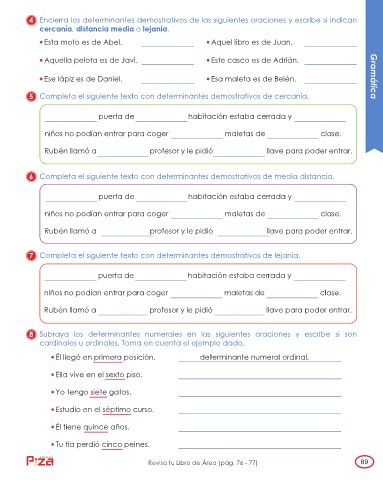 4 Encierra los determinantes demostrativos de las siguientes oraciones y escribe si indican
cercanía, distancia media o lejanía.
• Esta moto es de Abel. ____________ • Aquel libro es de Juan. ____________
• Aquella pelota es de Javi. ____________ • Este casco es de Adrián. ____________
• Ese lápiz es de Daniel. ____________ • Esa maleta es de Belén. ____________
Gramática
5 Completa el siguiente texto con determinantes demostrativos de cercanía.
____________ puerta de ____________ habitación estaba cerrada y ____________
niños no podían entrar para coger ____________ maletas de ____________ clase.
Rubén llamó a ____________ profesor y le pidió ____________ llave para poder entrar.
6 Completa el siguiente texto con determinantes demostrativos de media distancia.
____________ puerta de ____________ habitación estaba cerrada y ____________
niños no podían entrar para coger ____________ maletas de ____________ clase.
Rubén llamó a ____________ profesor y le pidió ____________ llave para poder entrar.
7 Completa el siguiente texto con determinantes demostrativos de lejanía.
____________ puerta de ____________ habitación estaba cerrada y ____________
niños no podían entrar para coger ____________ maletas de ____________ clase.
Rubén llamó a ____________ profesor y le pidió ____________ llave para poder entrar.
8 Subraya los determinantes numerales en las siguientes oraciones y escribe si son
cardinales u ordinales. Toma en cuenta el ejemplo dado.
• Él llegó en primera posición. determinante numeral ordinal.
• Ella vive en el sexto piso. ____________
• Yo tengo siete gatos. ____________
• Estudio en el séptimo curso. ____________
• Él tiene quince años. ____________
• Tu tía perdió cinco peines. ____________
Piza
Revisa tu Libro de Área (pág. 76 - 77)
89